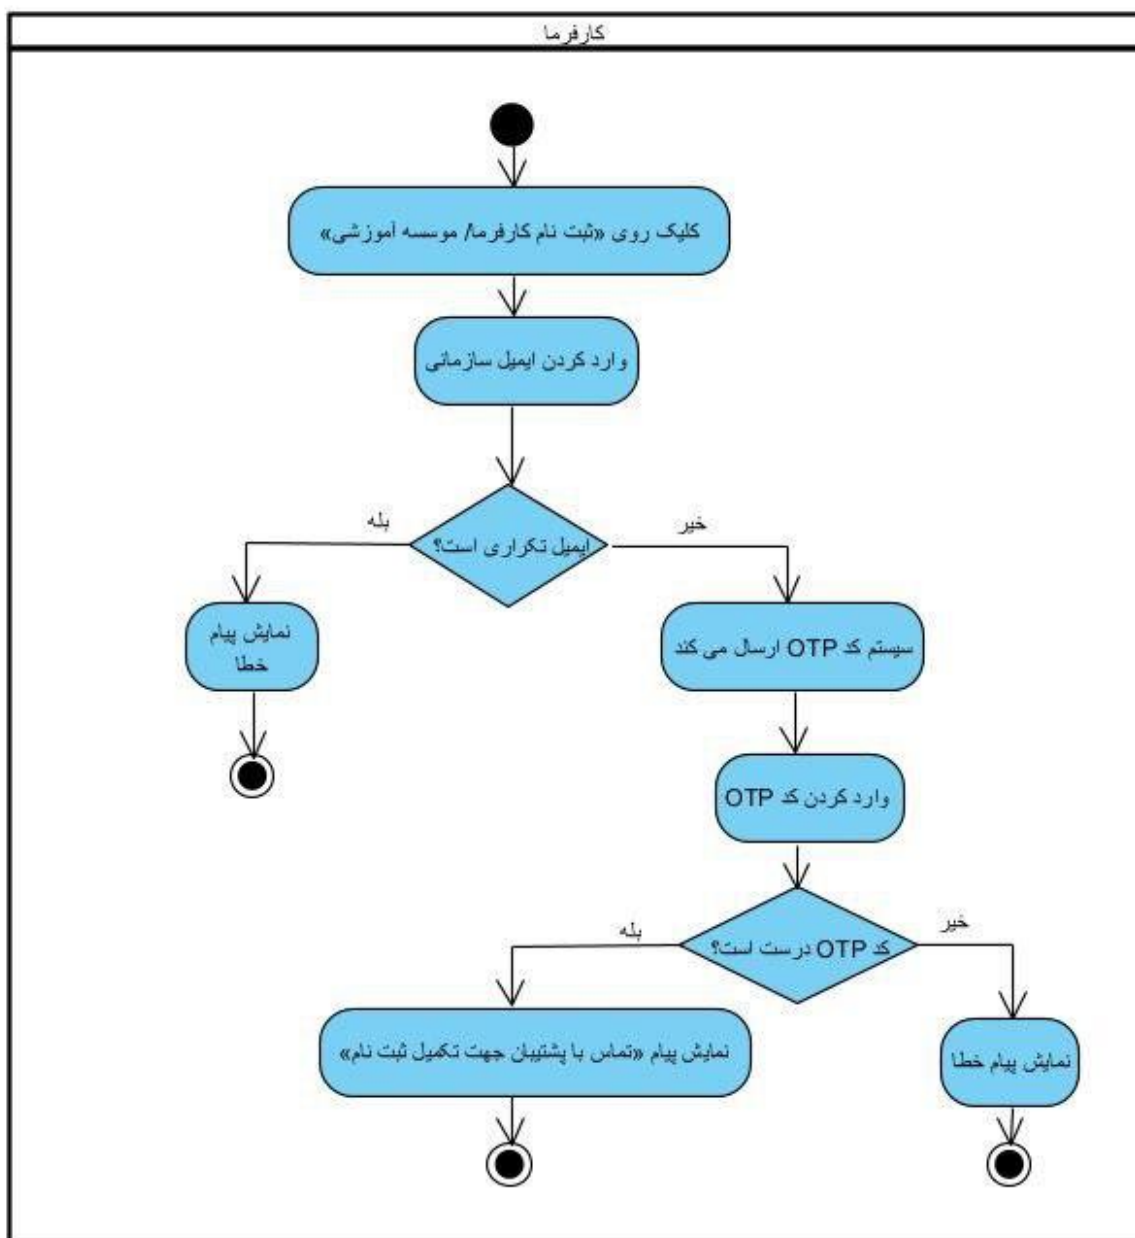 کارفرما
کلیک روی «ثبت نام کارفرما/ موسسه آموزشی»
وارد کردن ایمیل سازمانی
ایمیل تکراری است؟
بله
خیر
نمایش پیام
خطا
سیستم کد OTP ارسال می کند
وارد کردن کد OTP
کد OTP درست است؟
بله
خیر
نمایش پیام «تماس با پشتیبان جهت تکمیل ثبت نام»
نمایش پیام خطا